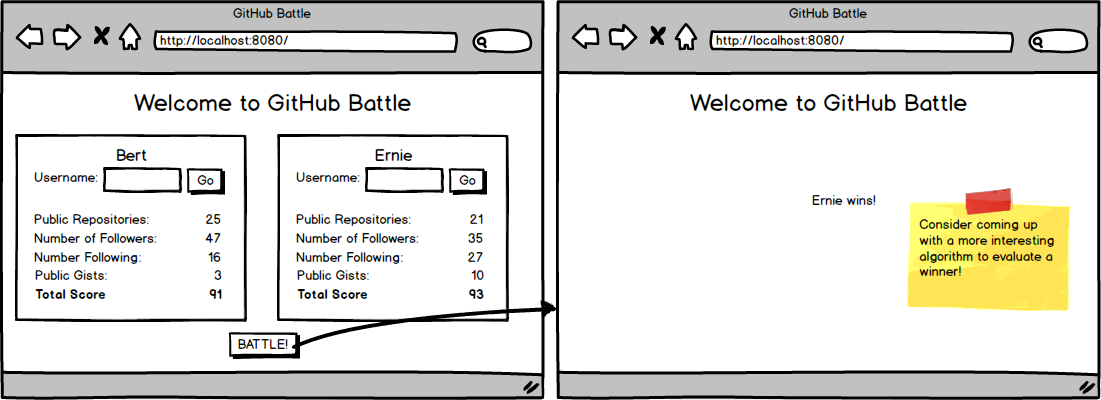 GitHub Battle
http://localhost:8080/
Welcome to GitHub Battle
Bert
Username: Go
Public Repositories: 25
Number of Followers: 47
Number Following: 16
Public Gists: 3
Total Score 91
Ernie
Username: Go
Public Repositories: 21
Number of Followers: 35
Number Following: 27
Public Gists: 10
Total Score 93
BATTLE!
GitHub Battle
http://localhost:8080/
Welcome to GitHub Battle
Ernie wins!
Consider coming up
with a more interesting
algorithm to evaluate a
winner!